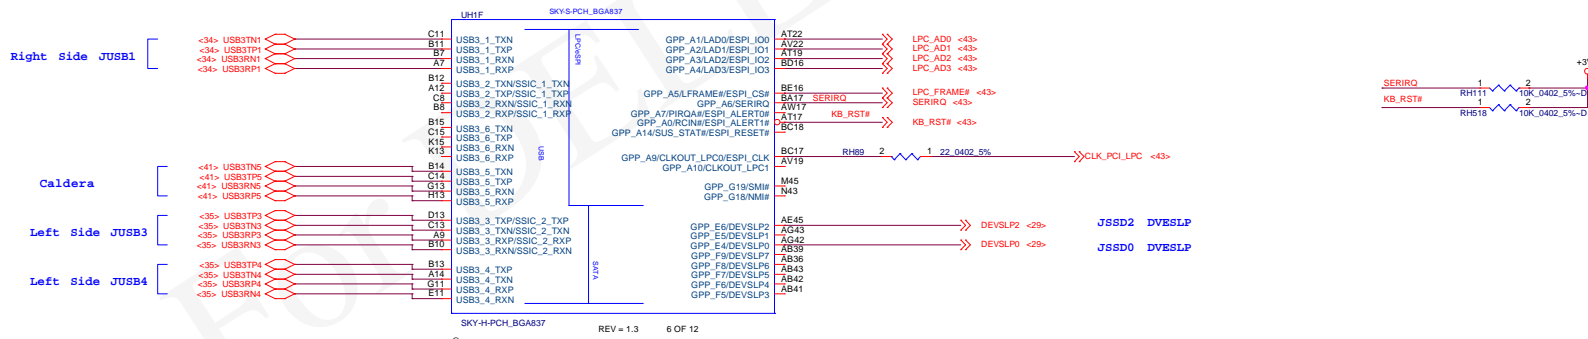 UH1F
SKY-S-PCH_BGA837
Right Side JUSB1
<34> USB3TN1 C11 USB3_1_TXN
<34> USB3TP1 B11 USB3_1_TXP
<34> USB3RN1 B7 USB3_1_RXN
<34> USB3RP1 A7 USB3_1_RXP
B12 USB3_2_TXN/SSIC_1_TXN
A12 USB3_2_TXP/SSIC_1_TXP
C8 USB3_2_RXN/SSIC_1_RXN
B8 USB3_2_RXP/SSIC_1_RXP
B15 USB3_6_TXN
C15 USB3_6_TXP
K15 USB3_6_RXN
K13 USB3_6_RXP
Caldera
<41> USB3TN5 B14 USB3_5_TXN
<41> USB3TP5 C14 USB3_5_TXP
<41> USB3RN5 G13 USB3_5_RXN
<41> USB3RP5 H13 USB3_5_RXP
Left Side JUSB3
<35> USB3TP3 D13 USB3_3_TXP/SSIC_2_TXP
<35> USB3TN3 C13 USB3_3_TXN/SSIC_2_TXN
<35> USB3RP3 A9 USB3_3_RXP/SSIC_2_RXP
<35> USB3RN3 B10 USB3_3_RXN/SSIC_2_RXN
Left Side JUSB4
<35> USB3TP4 B13 USB3_4_TXP
<35> USB3TN4 A14 USB3_4_TXN
<35> USB3RP4 G11 USB3_4_RXP
<35> USB3RN4 E11 USB3_4_RXN
LPC/eSPI
USB
SATA
GPP_A1/LAD0/ESPI_IO0 AT22 LPC_AD0 <43>
GPP_A2/LAD1/ESPI_IO1 AV22 LPC_AD1 <43>
GPP_A3/LAD2/ESPI_IO2 AT19 LPC_AD2 <43>
GPP_A4/LAD3/ESPI_IO3 BD16 LPC_AD3 <43>
GPP_A5/LFRAME#/ESPI_CS# BE16 LPC_FRAME# <43>
GPP_A6/SERIRQ BA17 SERIRQ SERIRQ <43>
GPP_A7/PIRQA#/ESPI_ALERT0# AW17
GPP_A0/RCIN#/ESPI_ALERT1# AT17 KB_RST# KB_RST# <43>
GPP_A14/SUS_STAT#/ESPI_RESET# BC18
GPP_A9/CLKOUT_LPC0/ESPI_CLK BC17 RH89 2 1 22_0402_5% CLK_PCI_LPC <43>
GPP_A10/CLKOUT_LPC1 AV19
GPP_G19/SMI# M45
GPP_G18/NMI# N43
GPP_E6/DEVSLP2 AE45 DEVSLP2 <29> JSSD2 DVESLP
GPP_E5/DEVSLP1 AG43
GPP_E4/DEVSLP0 AG42 DEVSLP0 <29> JSSD0 DVESLP
GPP_F9/DEVSLP7 AB39
GPP_F8/DEVSLP6 AB36
GPP_F7/DEVSLP5 AB43
GPP_F6/DEVSLP4 AB42
GPP_F5/DEVSLP3 AB41
SKY-H-PCH_BGA837
REV = 1.3 6 OF 12
SERIRQ 1 2
RH111 10K_0402_5%~D
KB_RST# 1 2
RH518 10K_0402_5%~D
For DELL